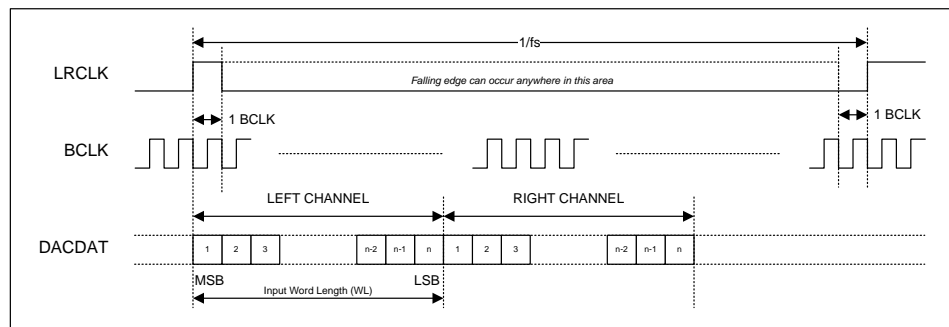 1/fs
LRCLK
Falling edge can occur anywhere in this area
1 BCLK 1 BCLK
BCLK
LEFT CHANNEL RIGHT CHANNEL
DACDAT 1 2 3 n-2 n-1 n 1 2 3 n-2 n-1 n
MSB LSB
Input Word Length (WL)